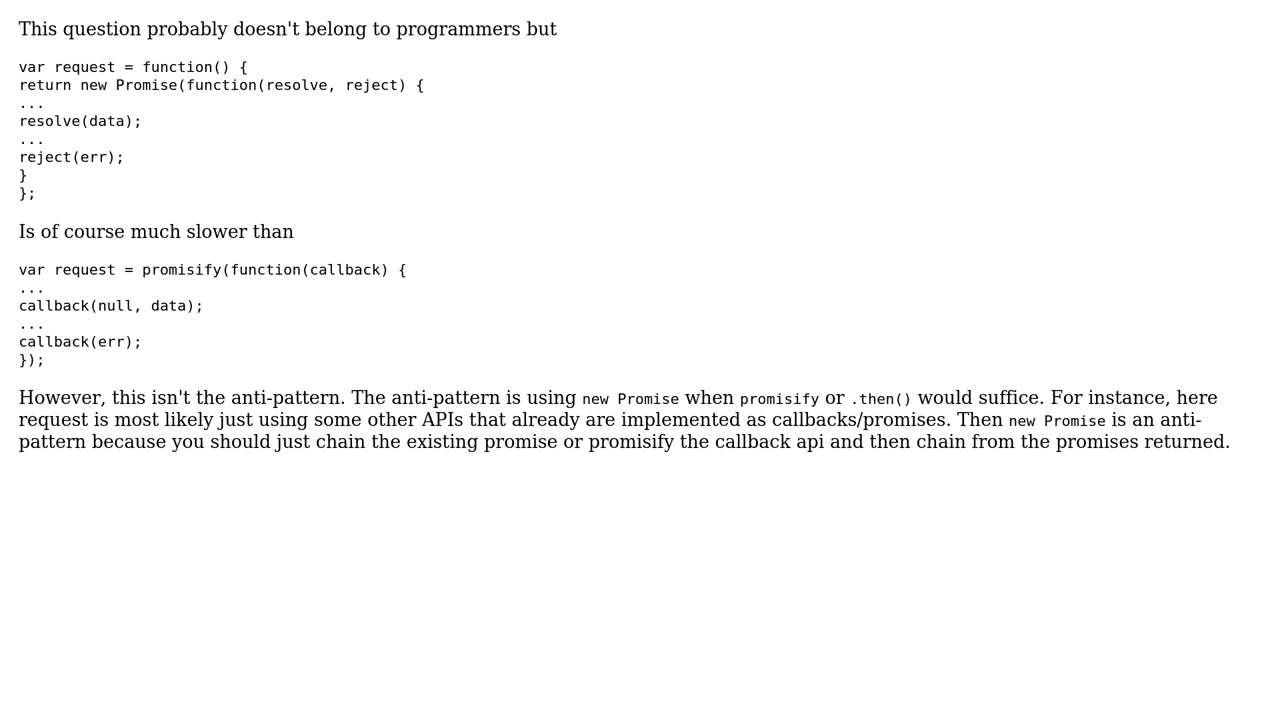 This question probably doesn't belong to programmers but
var request = function() {
return new Promise(function(resolve, reject) {
...
resolve(data);
...
reject(err);
}
};
Is of course much slower than
var request = promisify(function(callback) {
...
callback(null, data);
...
callback(err);
});
However, this isn't the anti-pattern. The anti-pattern is using new Promise when promisify or .then() would suffice. For instance, here
request is most likely just using some other APIs that already are implemented as callbacks/promises. Then new Promise is an anti-
pattern because you should just chain the existing promise or promisify the callback api and then chain from the promises returned.